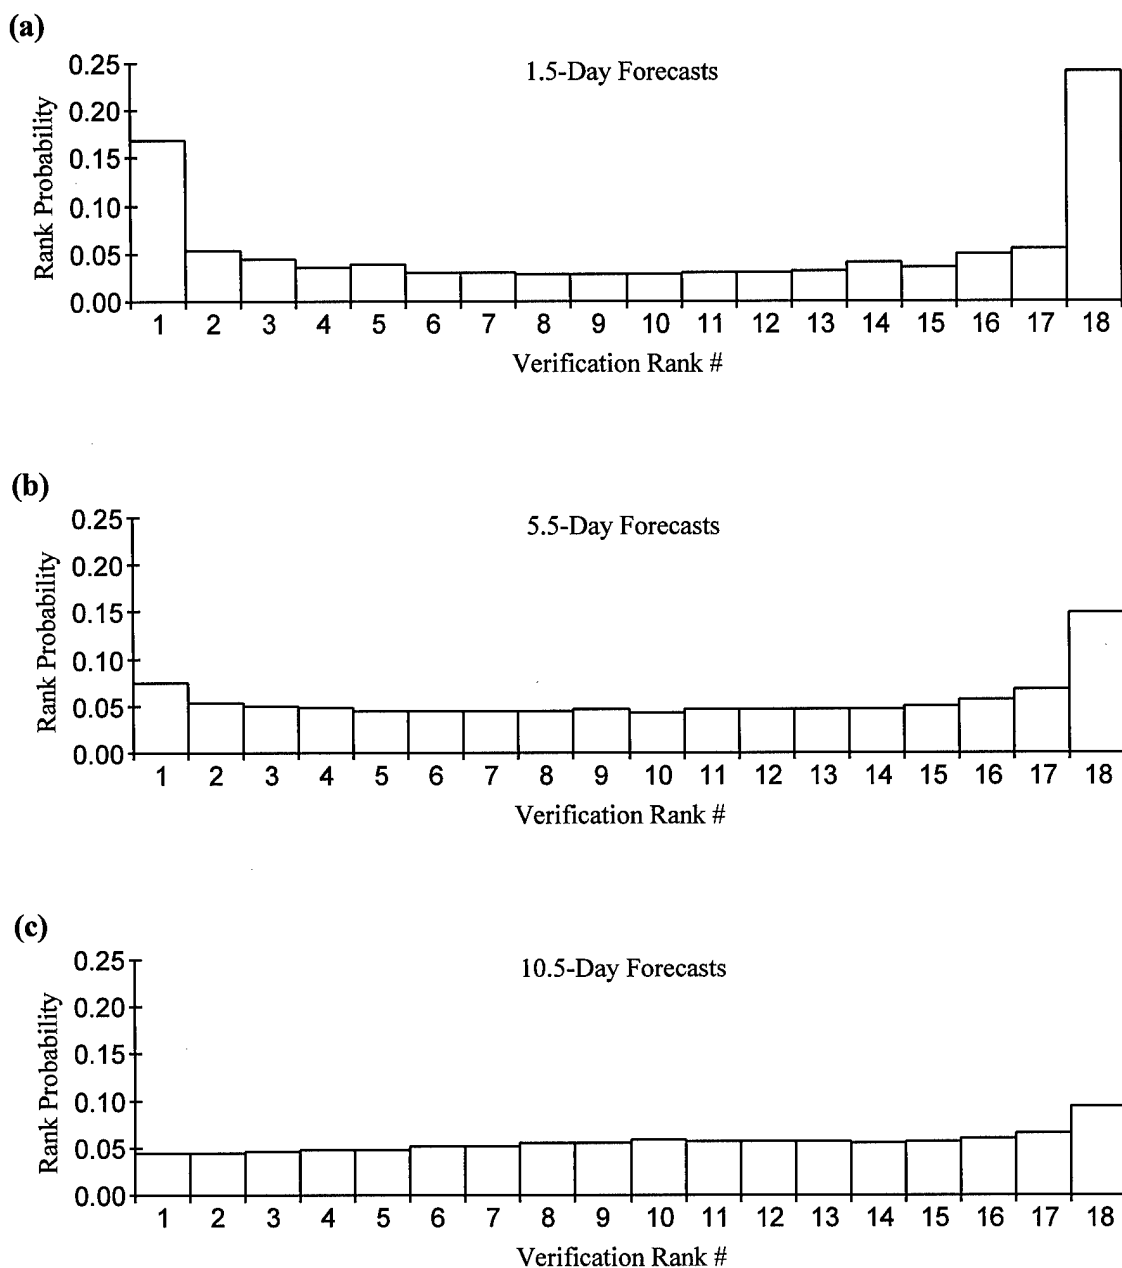 (a)
1.5-Day Forecasts
Rank Probability
0.25
0.20
0.15
0.10
0.05
0.00
1 2 3 4 5 6 7 8 9 10 11 12 13 14 15 16 17 18
Verification Rank #
(b)
5.5-Day Forecasts
Rank Probability
0.25
0.20
0.15
0.10
0.05
0.00
1 2 3 4 5 6 7 8 9 10 11 12 13 14 15 16 17 18
Verification Rank #
(c)
10.5-Day Forecasts
Rank Probability
0.25
0.20
0.15
0.10
0.05
0.00
1 2 3 4 5 6 7 8 9 10 11 12 13 14 15 16 17 18
Verification Rank #